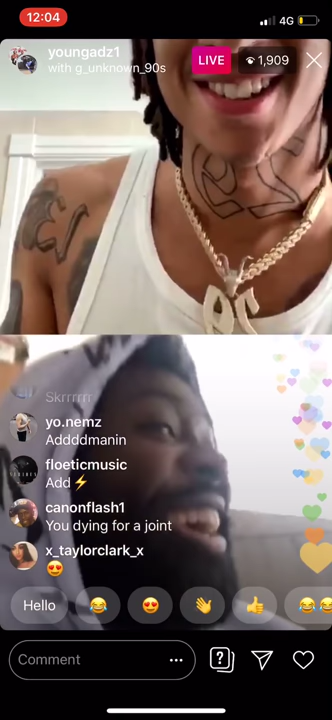 12:04
4G
youngadz1
with g_unknown_90s
LIVE
1,909
Skrrrrrr
yo.nemz
Addddmanin
floeticmusic
Add⚡
canonflash1
You dying for a joint
x_taylorclark_x
😍
Hello
Comment